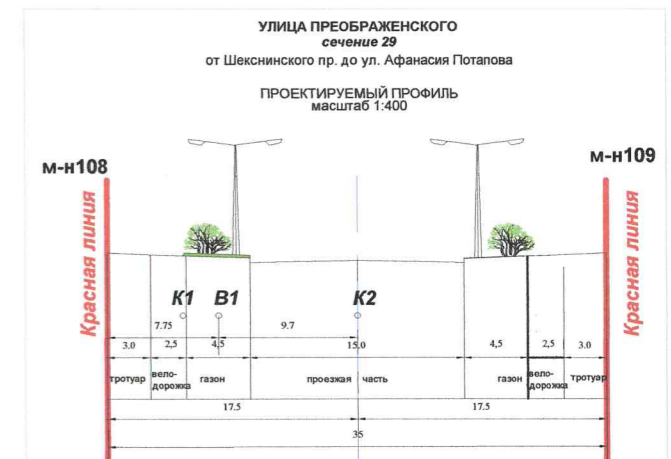 УЛИЦА ПРЕОБРАЖЕНСКОГО
сечение 29
от Шекснинского пр. до ул. Афанасия Потапова
ПРОЕКТИРУЕМЫЙ ПРОФИЛЬ
масштаб 1:400
м-н108
м-н109
Красная линия
Красная линия
К1 В1 К2
7.75 9.7
3.0 2,5 4,5 15.0 4,5 2,5 3.0
тротуар вело-дорожка газон проезжая часть газон вело-дорожка тротуар
17.5 17.5
35